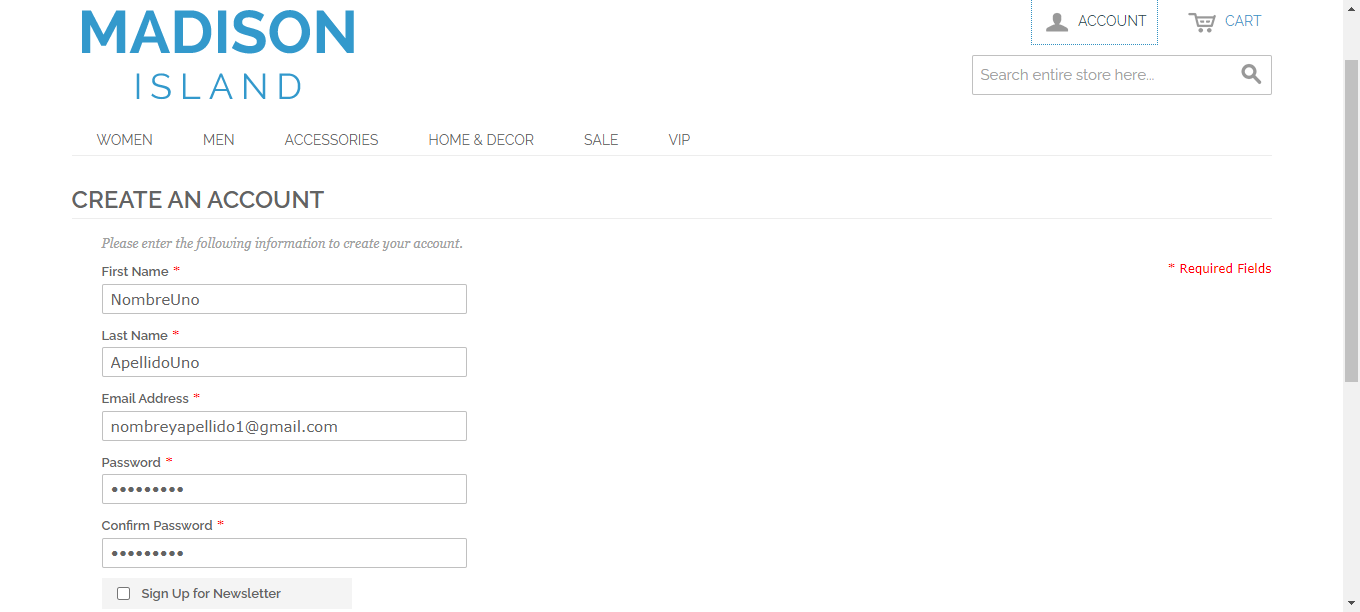 MADISON
ISLAND
ACCOUNT
CART
Search entire store here...
WOMEN MEN ACCESSORIES HOME & DECOR SALE VIP
CREATE AN ACCOUNT
Please enter the following information to create your account.
* Required Fields
First Name *
NombreUno
Last Name *
ApellidoUno
Email Address *
nombreyapellido1@gmail.com
Password *
•••••••••
Confirm Password *
•••••••••
Sign Up for Newsletter